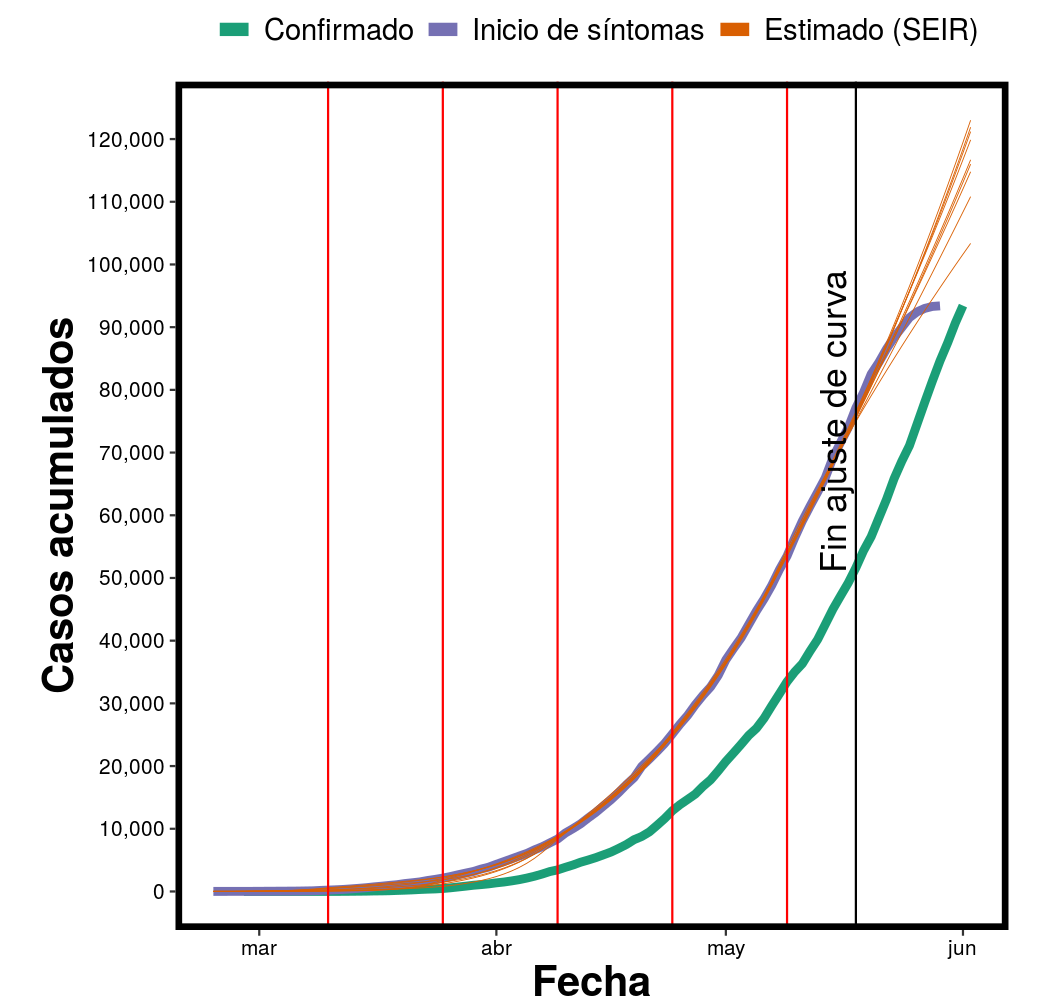 Confirmado Inicio de síntomas Estimado (SEIR)
120,000
110,000
100,000
90,000
80,000
70,000
60,000
50,000
40,000
30,000
20,000
10,000
0
Casos acumulados
Fin ajuste de curva
mar abr may jun
Fecha